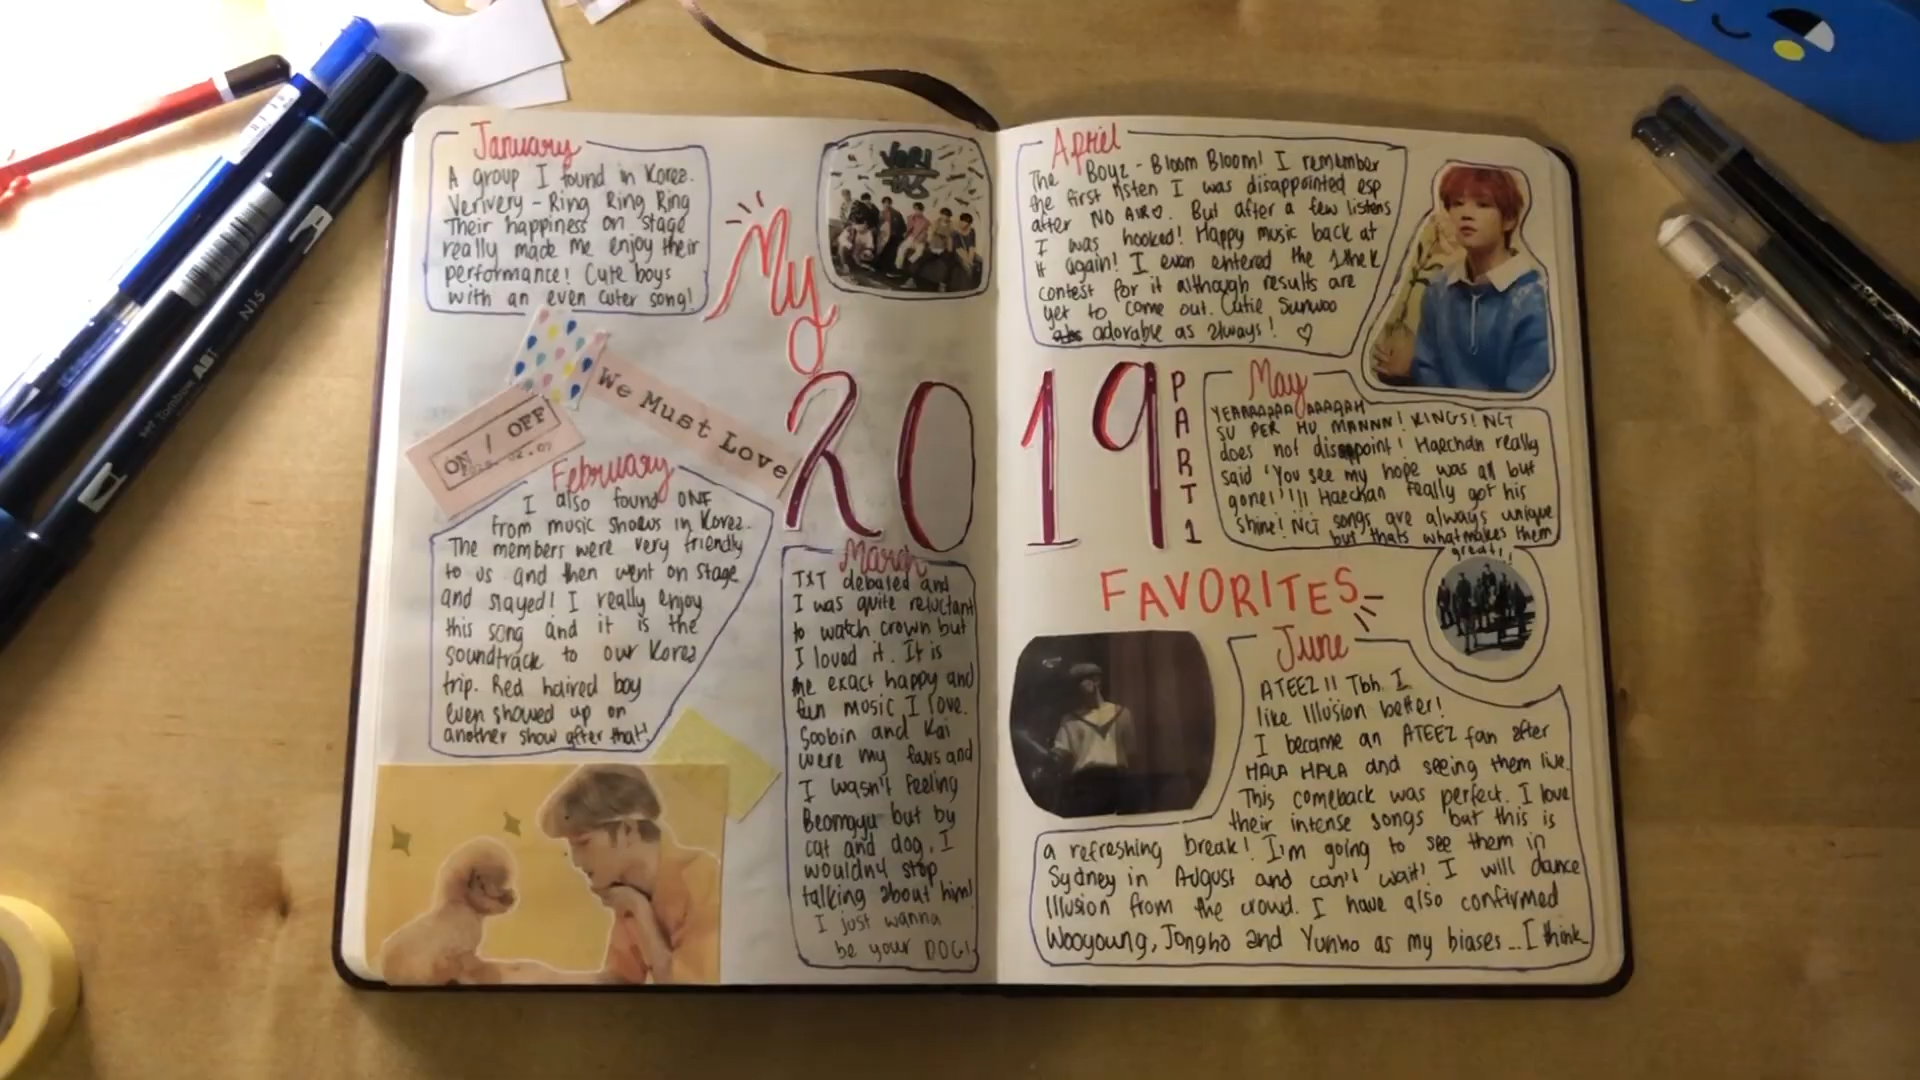 January
A group I found in Korea.
Verivery - Ring Ring Ring
Their happiness on stage
really made me enjoy their
performance! Cute boys
with an even cuter song!
VERI
My
20
We Must Love
ON / OFF
February
I also found ONF
from music shows in Korea.
The members were very friendly
to us and then went on stage
and slayed! I really enjoy
this song and it is the
soundtrack to our Korea
trip. Red haired boy
even showed up on
another show after that!
March
TXT debuted and
I was quite reluctant
to watch crown but
I loved it. It is
the exact happy and
fun music I love.
Soobin and Kai
were my favs and
I wasn't feeling
Beomgyu but by
cat and dog, I
wouldn't stop
talking about him!
I just wanna
be your DOG!
April
The Boyz - Bloom Bloom! I remember
the first listen I was disappointed esp
after NO AIR♡. But after a few listens
I was hooked! Happy music back at
it again! I even entered the 1thek
contest for it although results are
yet to come out. Cutie Sunwoo
adorable as always! ♡
19
PART 1
May
YEAAAAAAA AAAAAH
SU PER HU MANNN! KINGS! NCT
does not disappoint! Haechan really
said 'You see my hope was all but
gone!'!! Haechan really got his
shine! NCT songs are always unique
but thats what makes them
great!!
FAVORITES
June
ATEEZ!! Tbh I
like Illusion better!
I became an ATEEZ fan after
HALA HALA and seeing them live.
This comeback was perfect. I love
their intense songs but this is
a refreshing break! I'm going to see them in
Sydney in August and can't wait! I will dance
Illusion from the crowd. I have also confirmed
Wooyoung, Jongho and Yunho as my biases... I think
Tombow ABT
N15